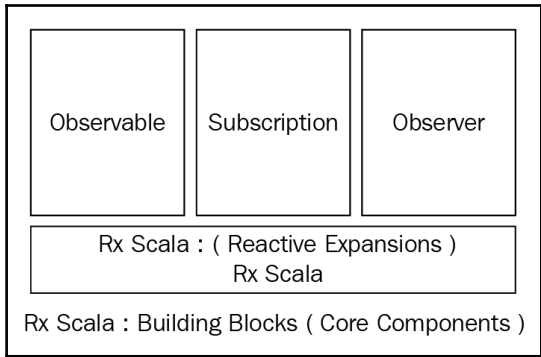 Observable
Subscription
Observer
Rx Scala : ( Reactive Expansions )
Rx Scala
Rx Scala : Building Blocks ( Core Components )